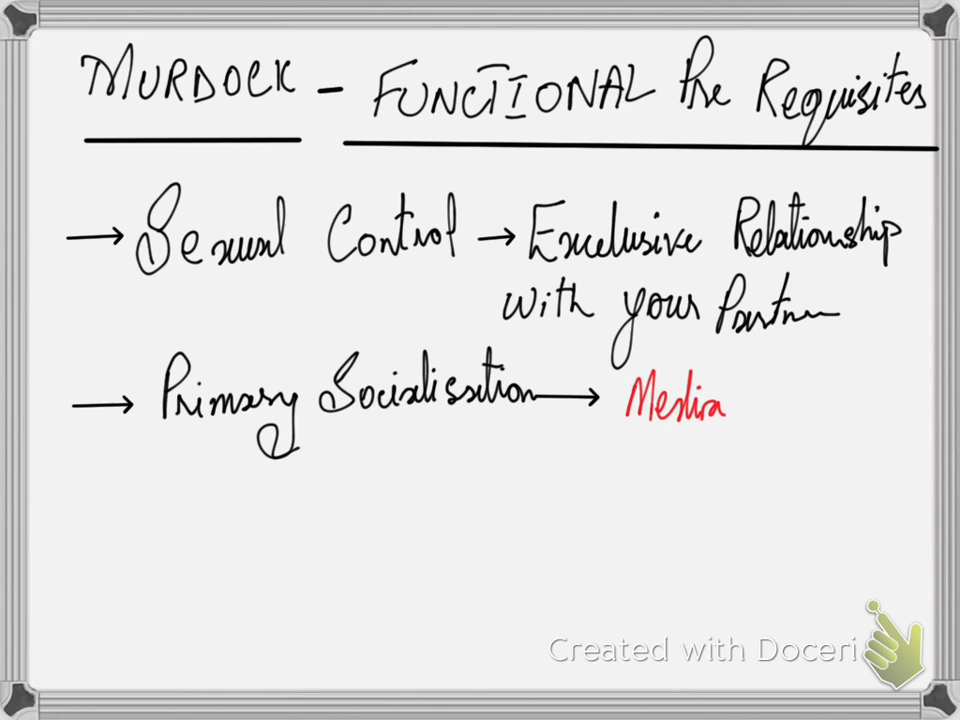 MURDOCK - FUNCTIONAL Pre Requisites
→ Sexual Control → Exclusive Relationship
with your Partner
→ Primary Socialisation → Media
Created with Doceri